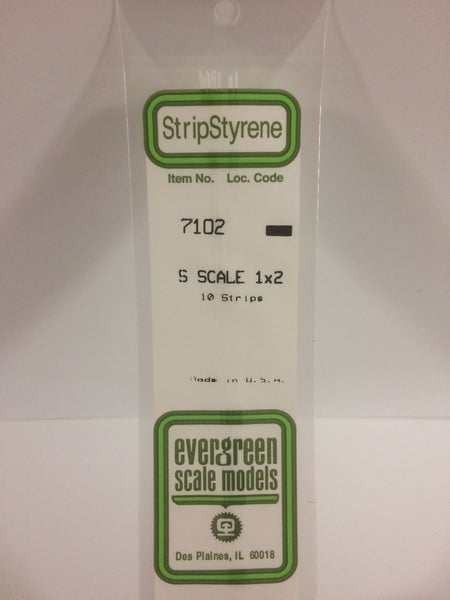 StripStyrene
Item No. Loc. Code
7102
S SCALE 1x2
10 Strips
Made in U.S.A.
evergreen
scale models
Des Plaines, IL 60018